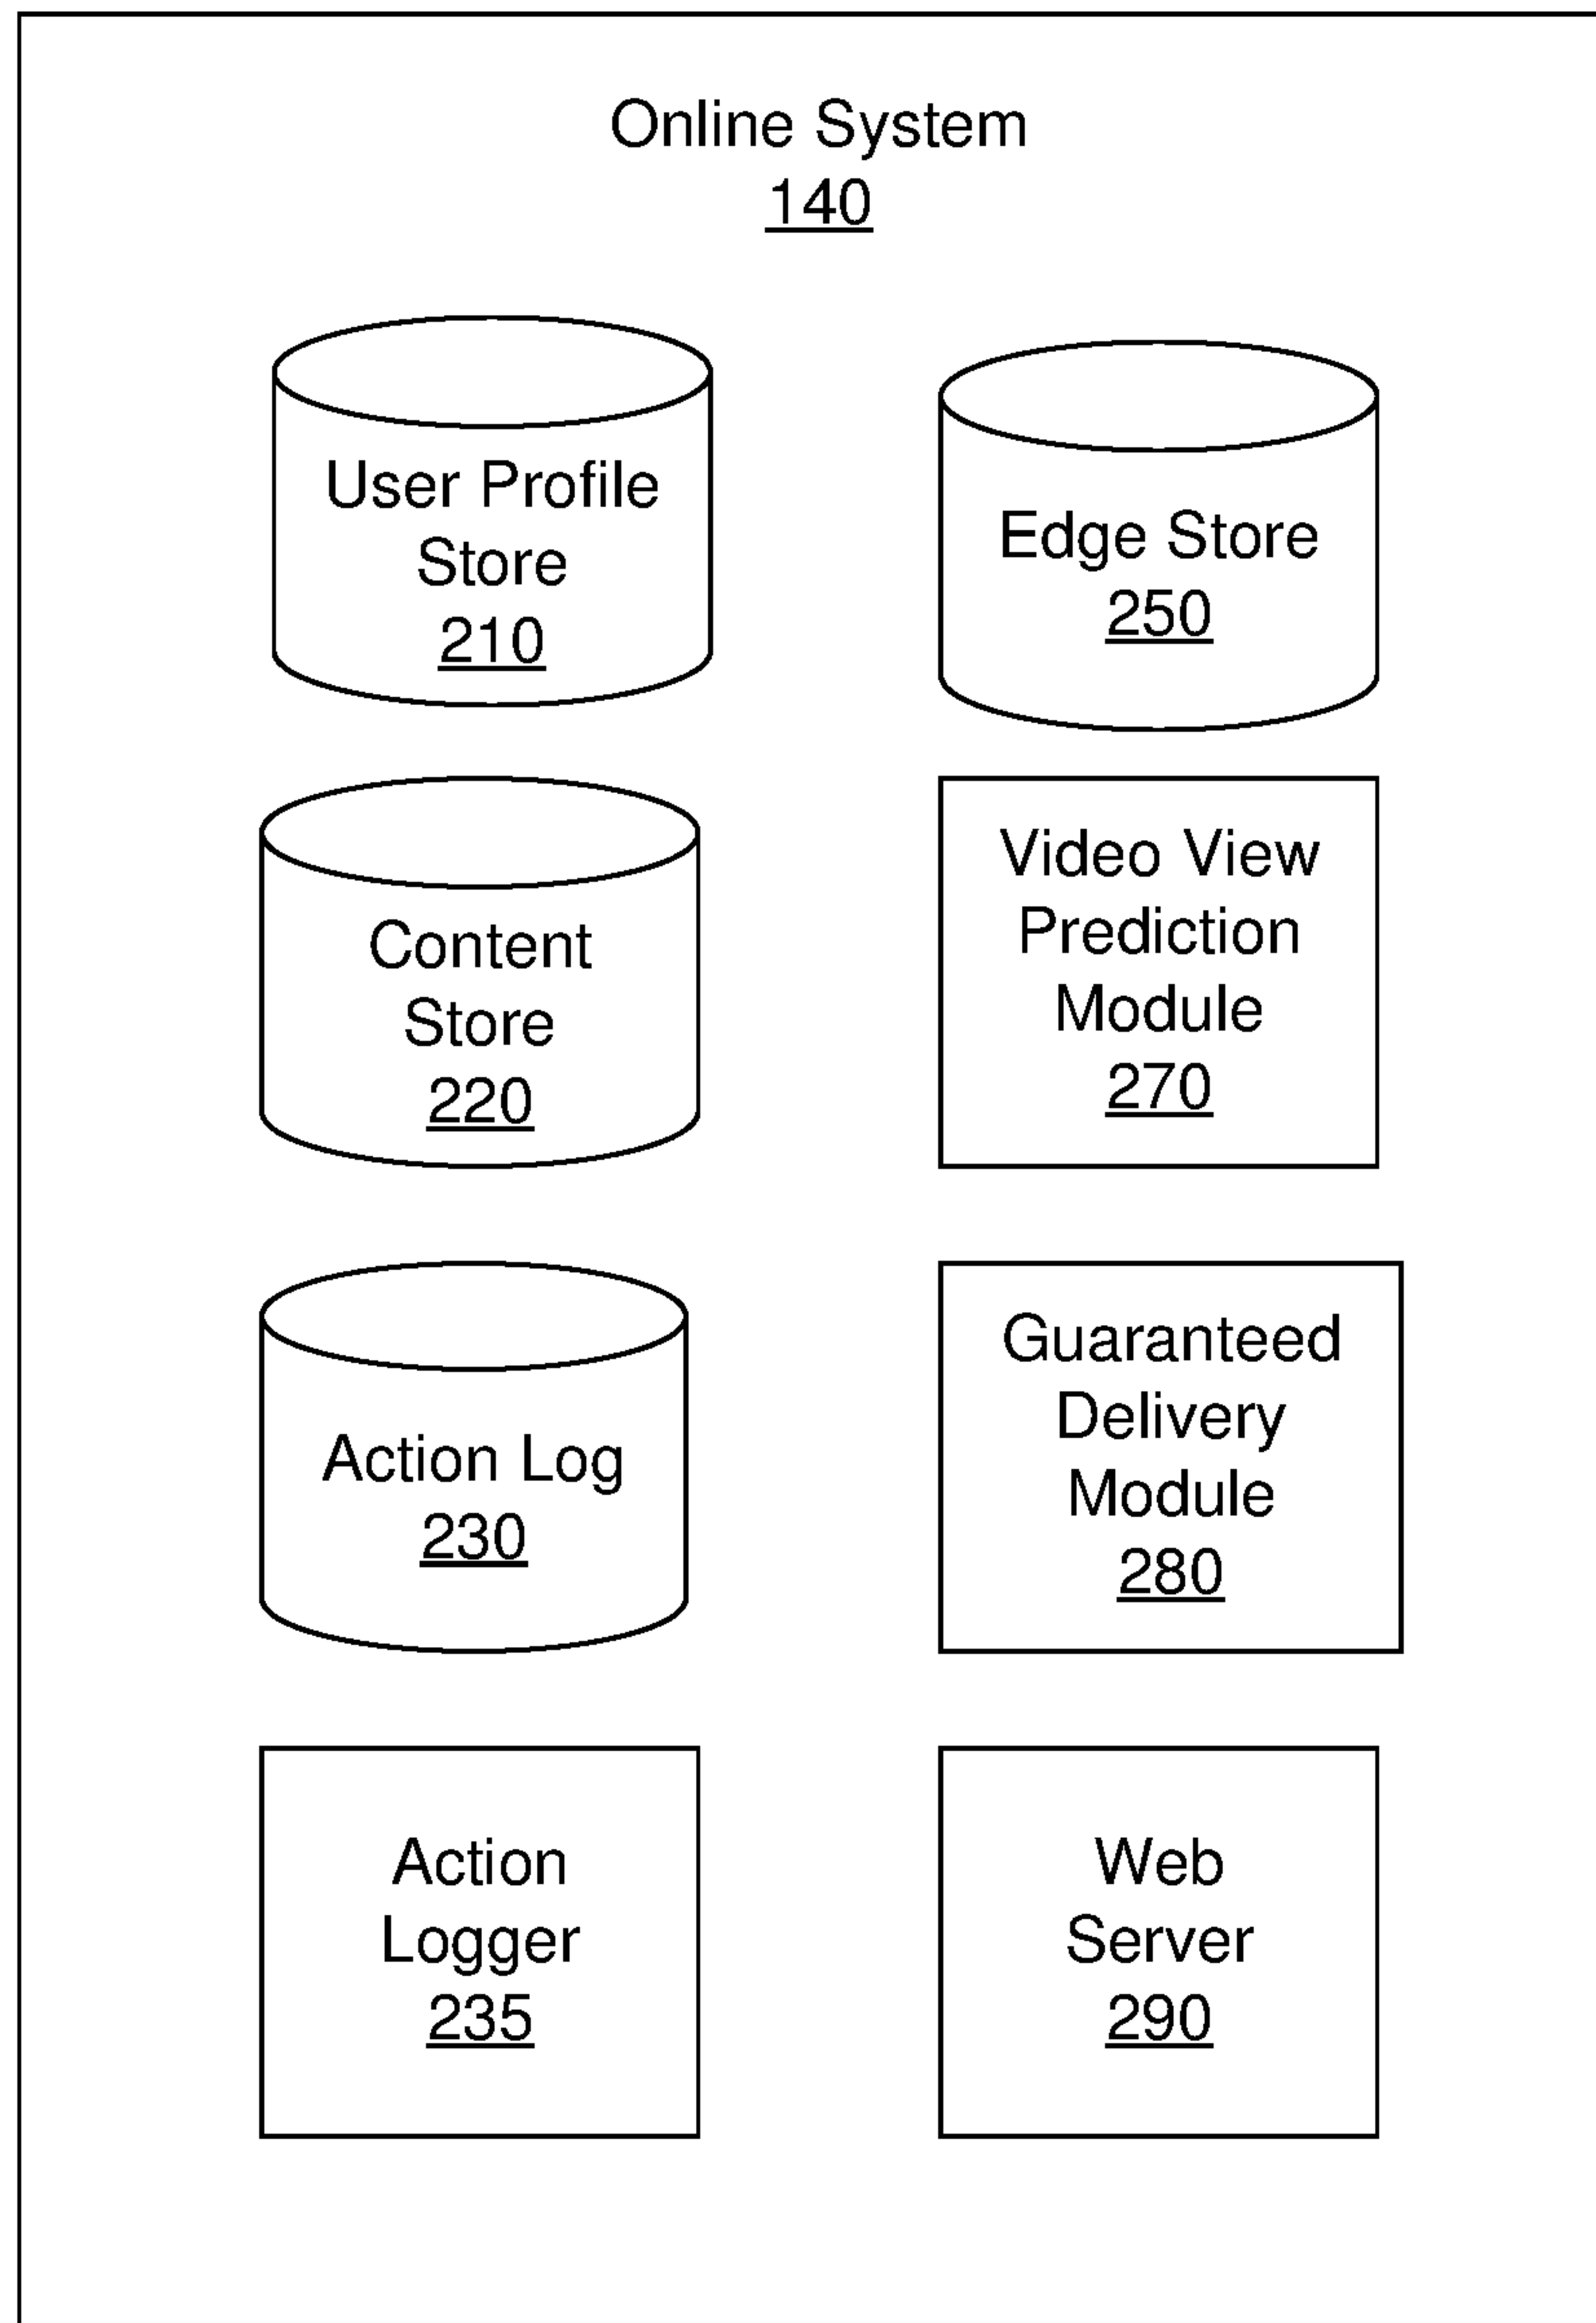 Online System
140
User Profile
Store
210
Edge Store
250
Content
Store
220
Video View
Prediction
Module
270
Action Log
230
Guaranteed
Delivery
Module
280
Action
Logger
235
Web
Server
290